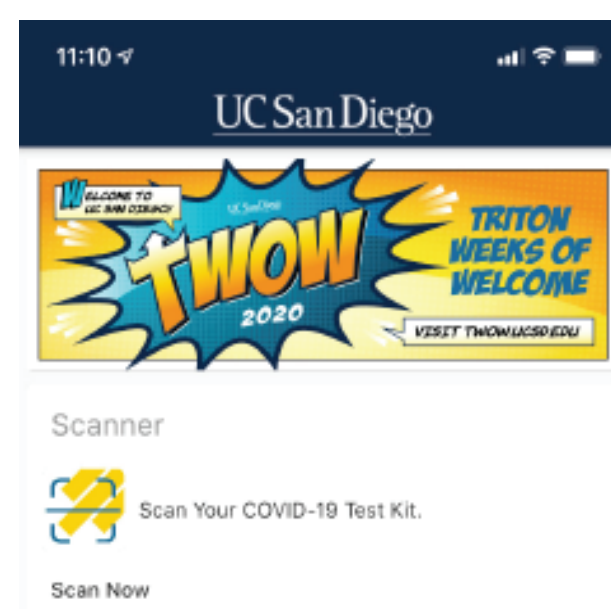 11:10
UC San Diego
WELCOME TO
UC SAN DIEGO!
UC San Diego
TWOW
2020
TRITON
WEEKS OF
WELCOME
VISIT TWOW.UCSD.EDU
Scanner
Scan Your COVID-19 Test Kit.
Scan Now